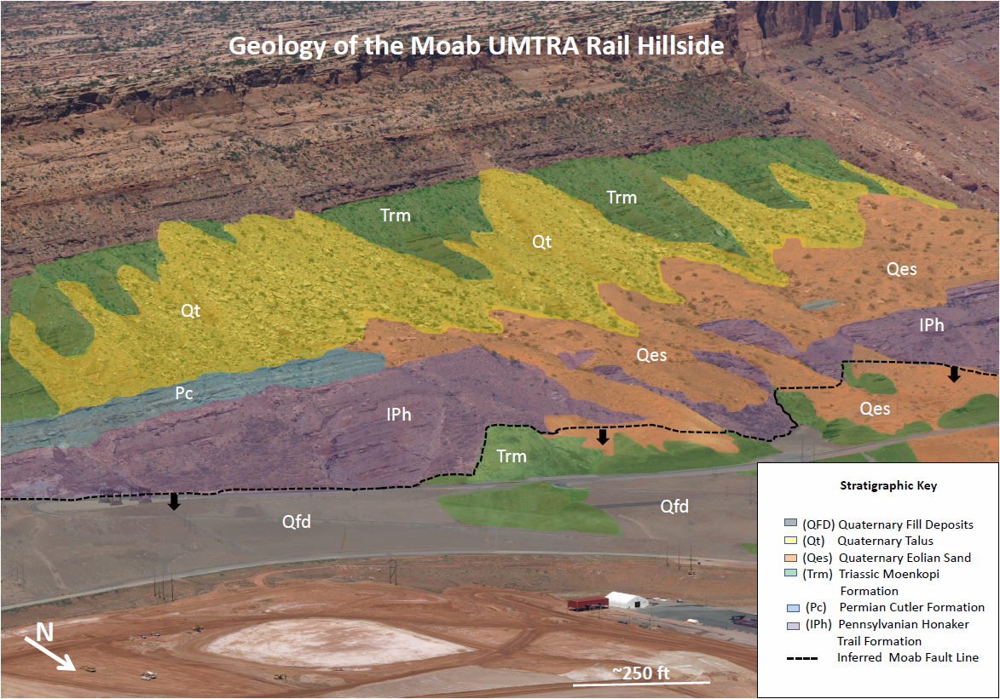 Geology of the Moab UMTRA Rail Hillside
Trm
Trm
Qt
Qt
Qes
IPh
Qes
Pc
IPh
Qes
Trm
Qfd
Qfd
N
~250 ft
Stratigraphic Key
(QFD) Quaternary Fill Deposits
(Qt) Quaternary Talus
(Qes) Quaternary Eolian Sand
(Trm) Triassic Moenkopi
Formation
(Pc) Permian Cutler Formation
(IPh) Pennsylvanian Honaker
Trail Formation
Inferred Moab Fault Line